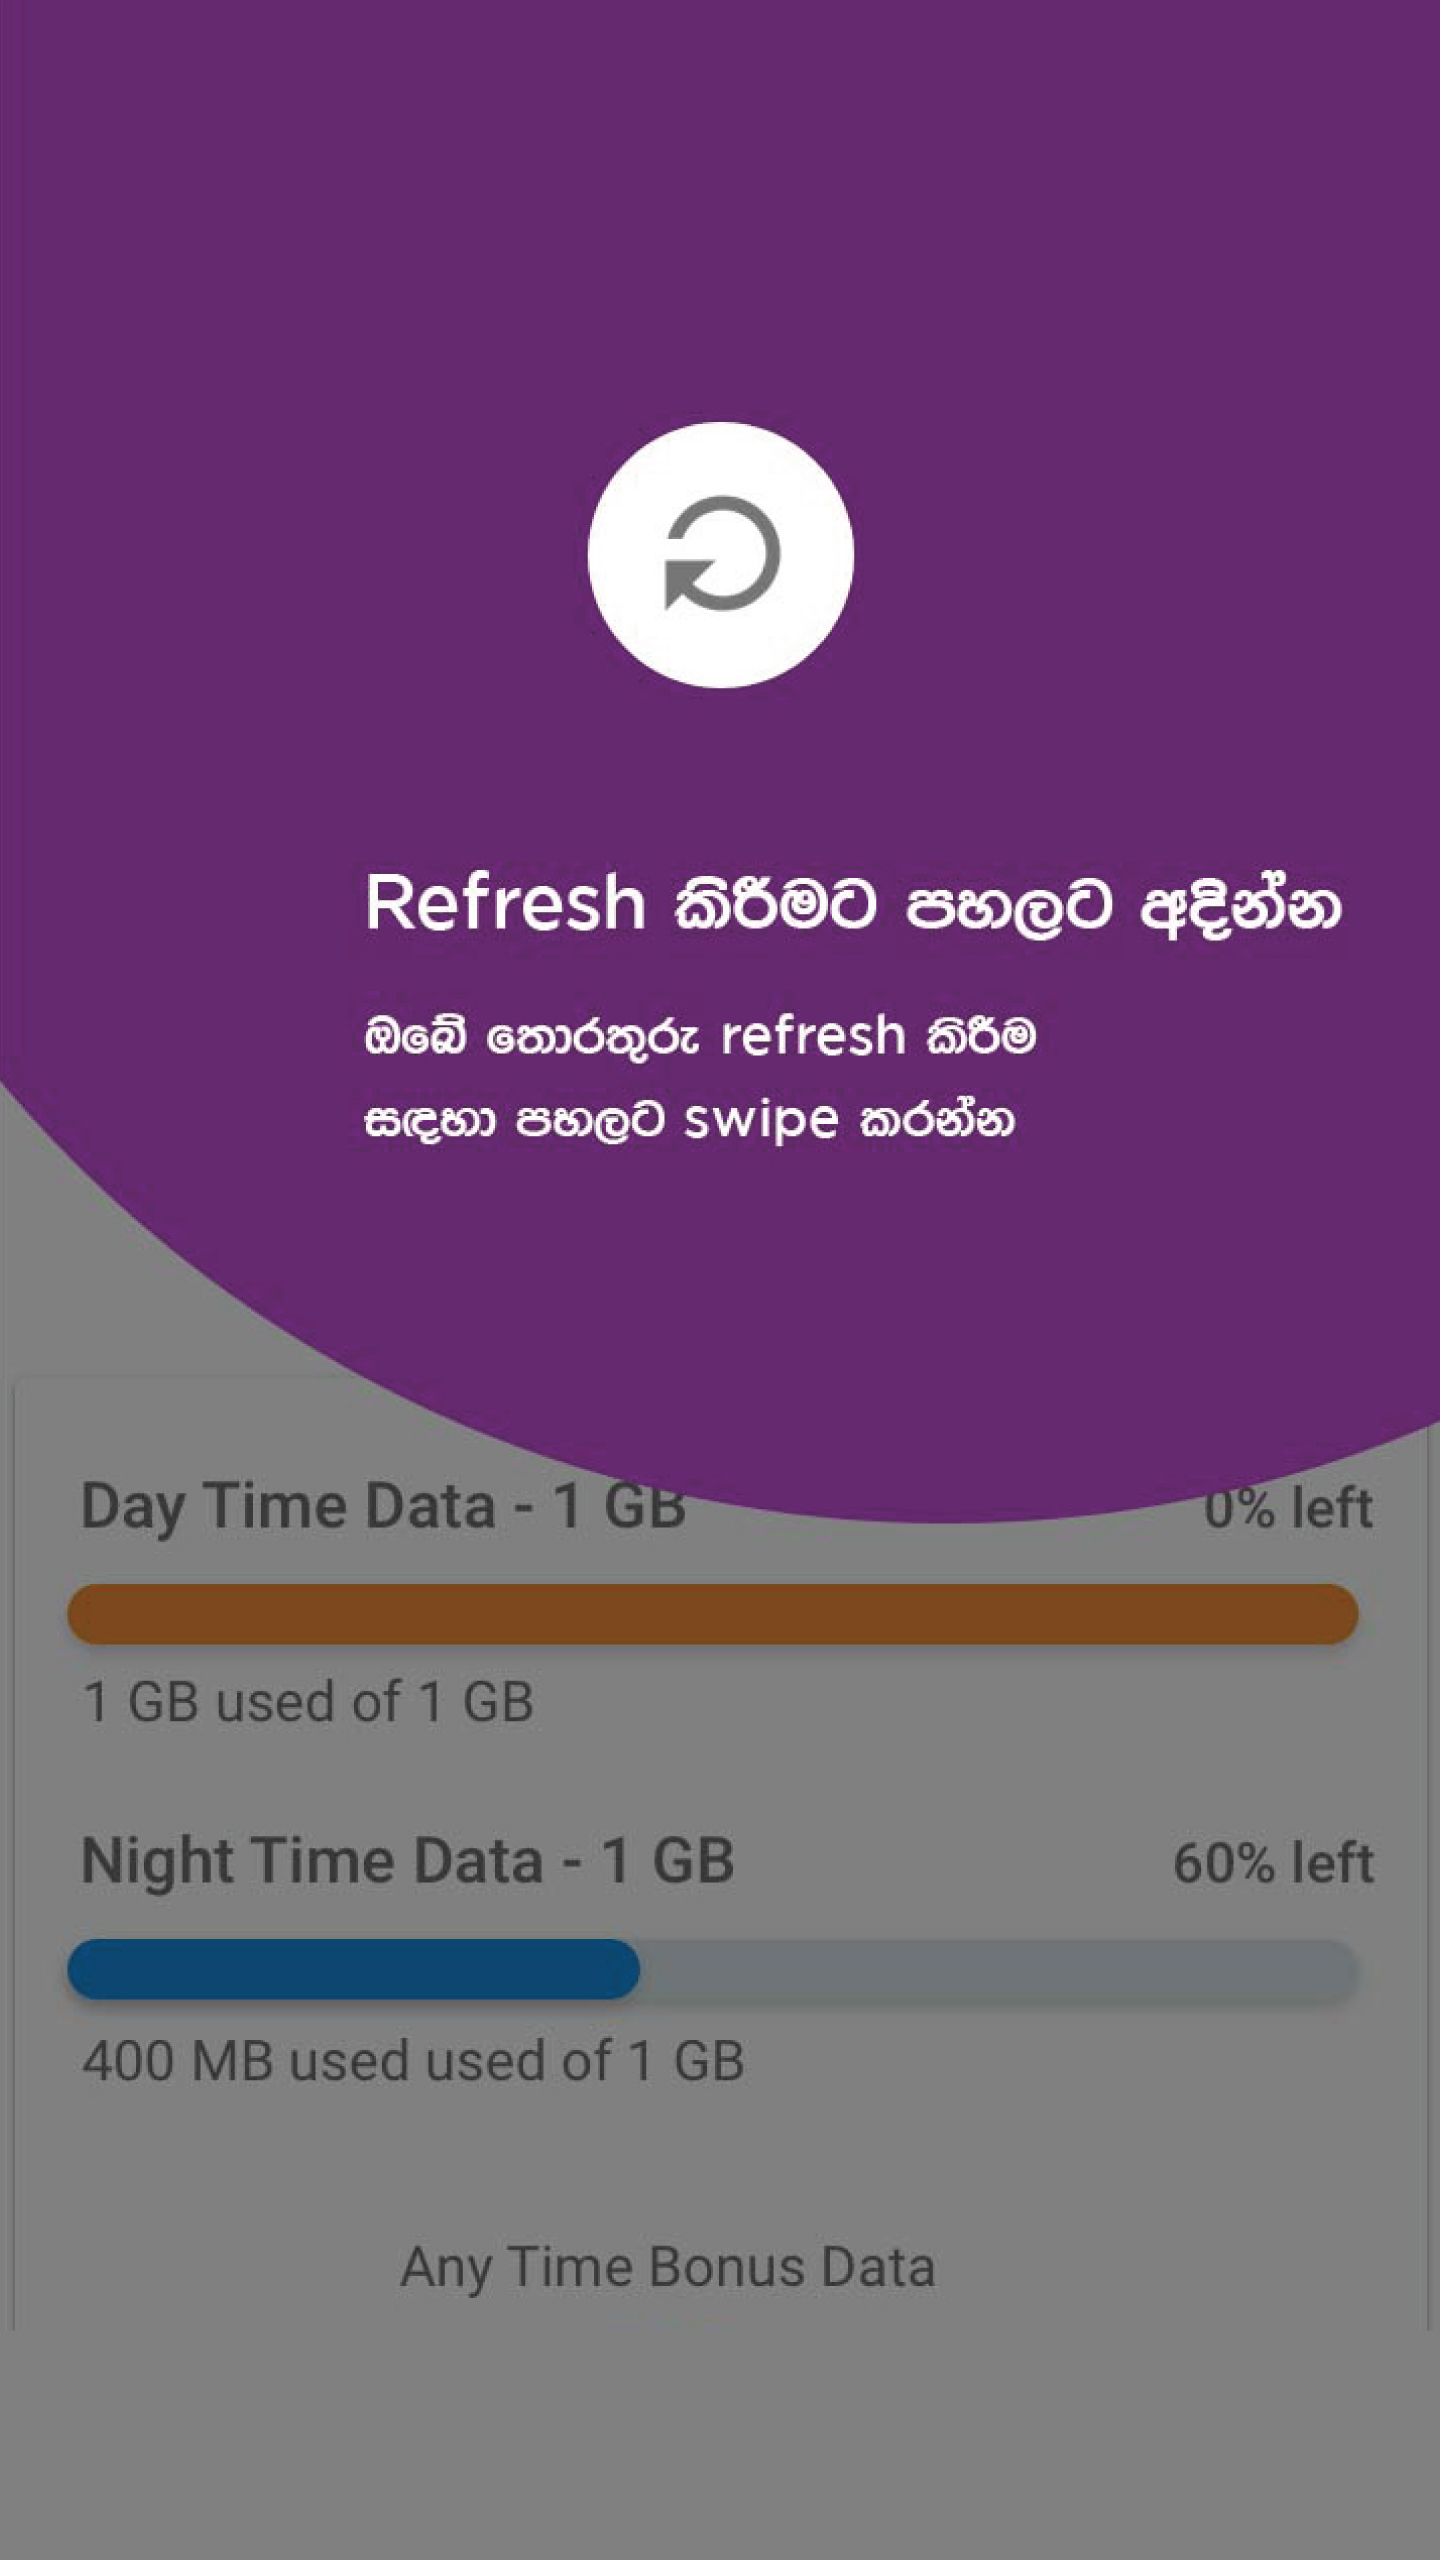 Refresh කිරීමට පහලට අදින්න
ඔබේ තොරතුරු refresh කිරීම
සඳහා පහලට swipe කරන්න
Day Time Data - 1 GB
0% left
1 GB used of 1 GB
Night Time Data - 1 GB
60% left
400 MB used used of 1 GB
Any Time Bonus Data